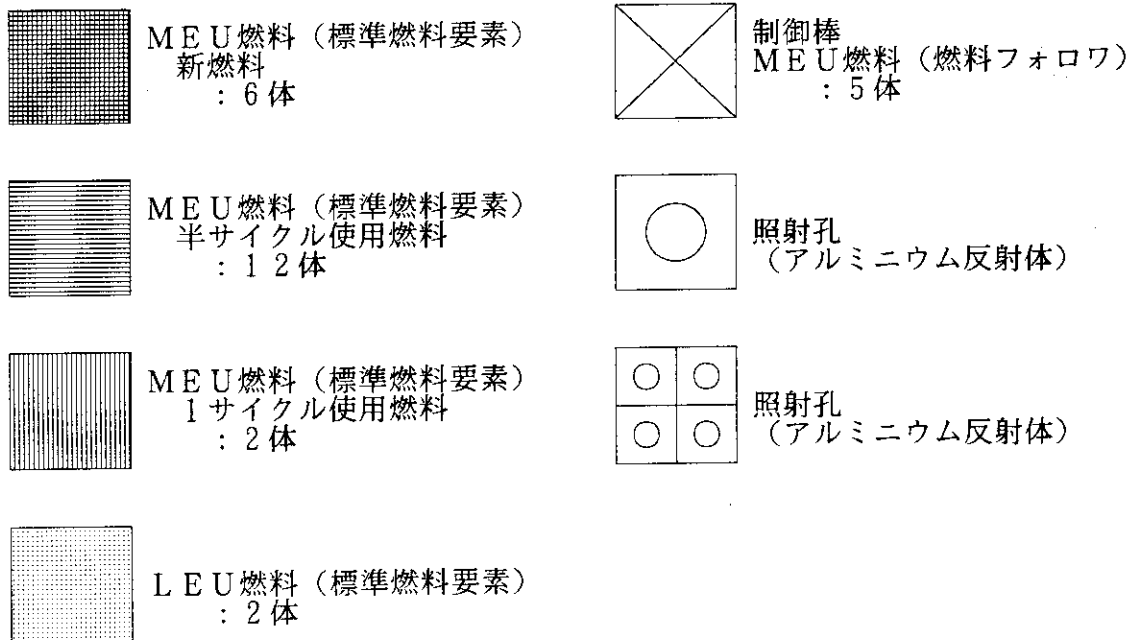 MEU燃料(標準燃料要素)
新燃料
:6体
MEU燃料(標準燃料要素)
半サイクル使用燃料
:12体
MEU燃料(標準燃料要素)
1サイクル使用燃料
:2体
LEU燃料(標準燃料要素)
:2体
制御棒
MEU燃料(燃料フォロワ)
:5体
照射孔
(アルミニウム反射体)
照射孔
(アルミニウム反射体)